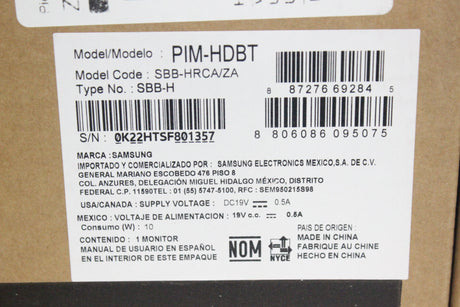 Model/Modelo : PIM-HDBT
Model Code : SBB-HRCA/ZA
Type No. : SBB-H
8 87276 69284 5
S/N : 0K22HTSF801357
8 806086 095075
MARCA : SAMSUNG
IMPORTADO Y COMERCIALIZADO POR : SAMSUNG ELECTRONICS MEXICO,S.A. DE C.V.
GENERAL MARIANO ESCOBEDO 476 PISO 8
COL. ANZURES, DELEGACIÓN MIGUEL HIDALGO MÉXICO, DISTRITO
FEDERAL C.P. 11590TEL : 01 (55) 5747-5100, RFC : SEM950215S98
USA/CANADA : SUPPLY VOLTAGE : DC19V 0.5A
MEXICO : VOLTAJE DE ALIMENTACION : 19V c.c. 0.5A
Consumo (W) : 10
CONTENIDO : 1 MONITOR
MANUAL DE USUARIO EN ESPAÑOL
EN EL INTERIOR DE ESTE EMPAQUE
NOM
NYCE
PAIS DE ORIGEN :
MADE IN CHINA
FABRIQUE AU CHINE
HECHO EN CHINA